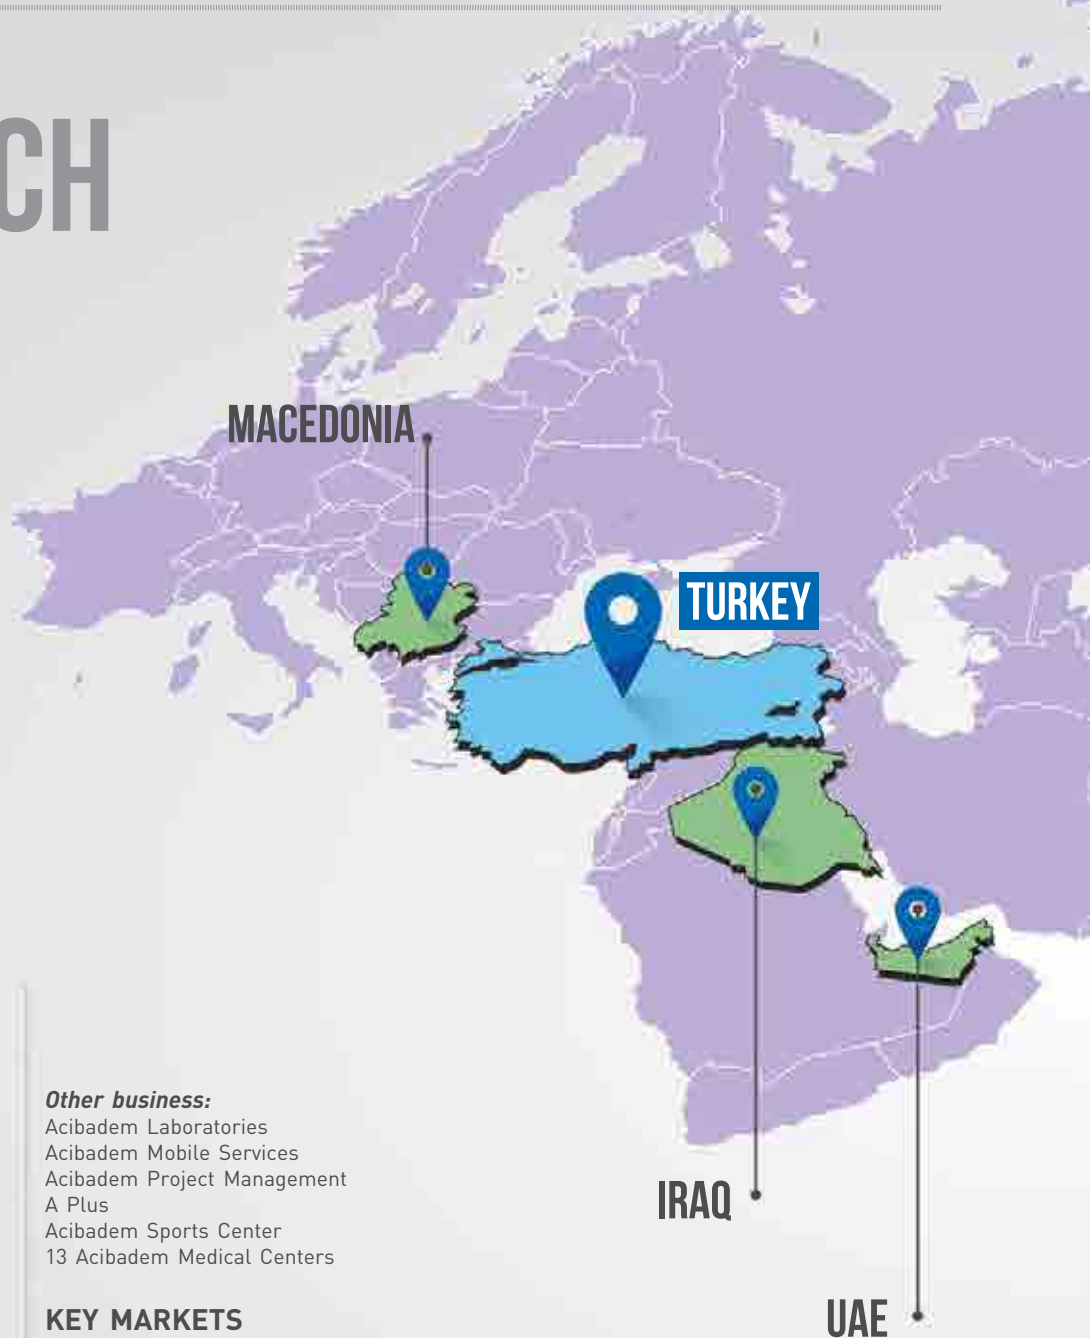 CH
MACEDONIA
TURKEY
Other business:
Acibadem Laboratories
Acibadem Mobile Services
Acibadem Project Management
A Plus
Acibadem Sports Center
13 Acibadem Medical Centers
IRAQ
KEY MARKETS
UAE